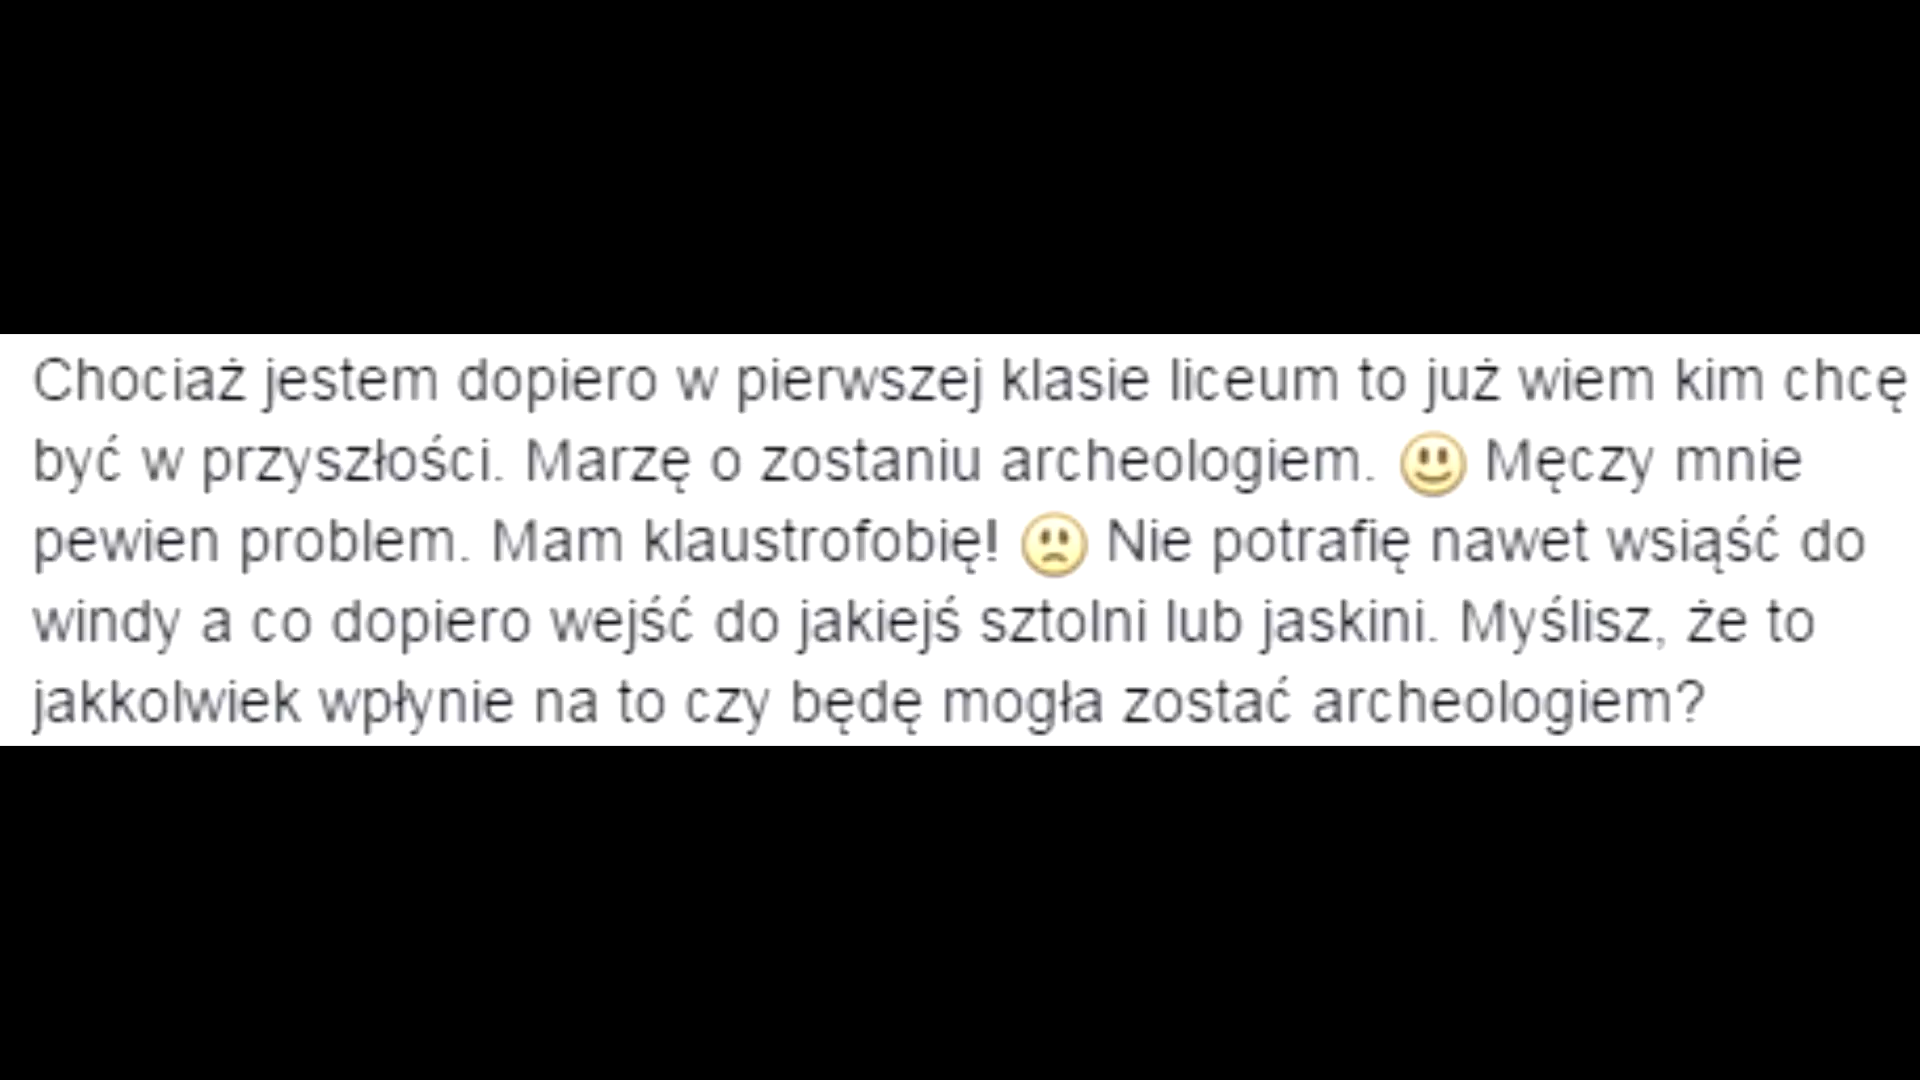 Chociaż jestem dopiero w pierwszej klasie liceum to już wiem kim chcę
być w przyszłości. Marzę o zostaniu archeologiem. 🙂 Męczy mnie
pewien problem. Mam klaustrofobię! 🙁 Nie potrafię nawet wsiąść do
windy a co dopiero wejść do jakiejś sztolni lub jaskini. Myślisz, że to
jakkolwiek wpłynie na to czy będę mogła zostać archeologiem?